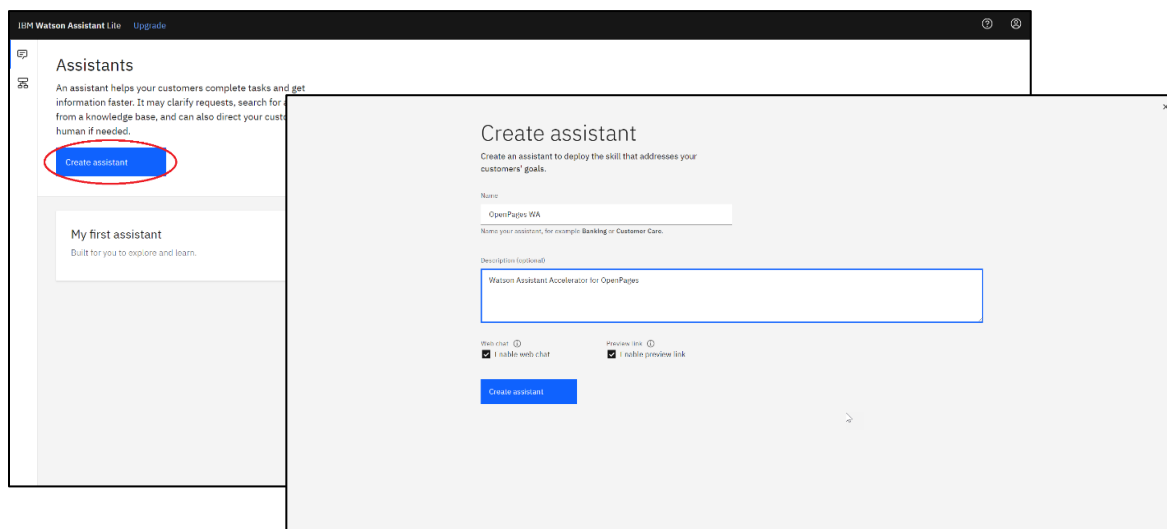 IBM Watson Assistant Lite Upgrade
Assistants
An assistant helps your customers complete tasks and get
information faster. It may clarify requests, search for
from a knowledge base, and can also direct your
human if needed.
Create assistant
My first assistant
Built for you to explore and learn.
Create assistant
Create an assistant to deploy the skill that addresses your
customers' goals.
Name
OpenPages WA
Name your assistant, for example Banking or Customer Care.
Description (optional)
Watson Assistant Accelerator for OpenPages
Web chat Preview link
Enable web chat Enable preview link
Create assistant